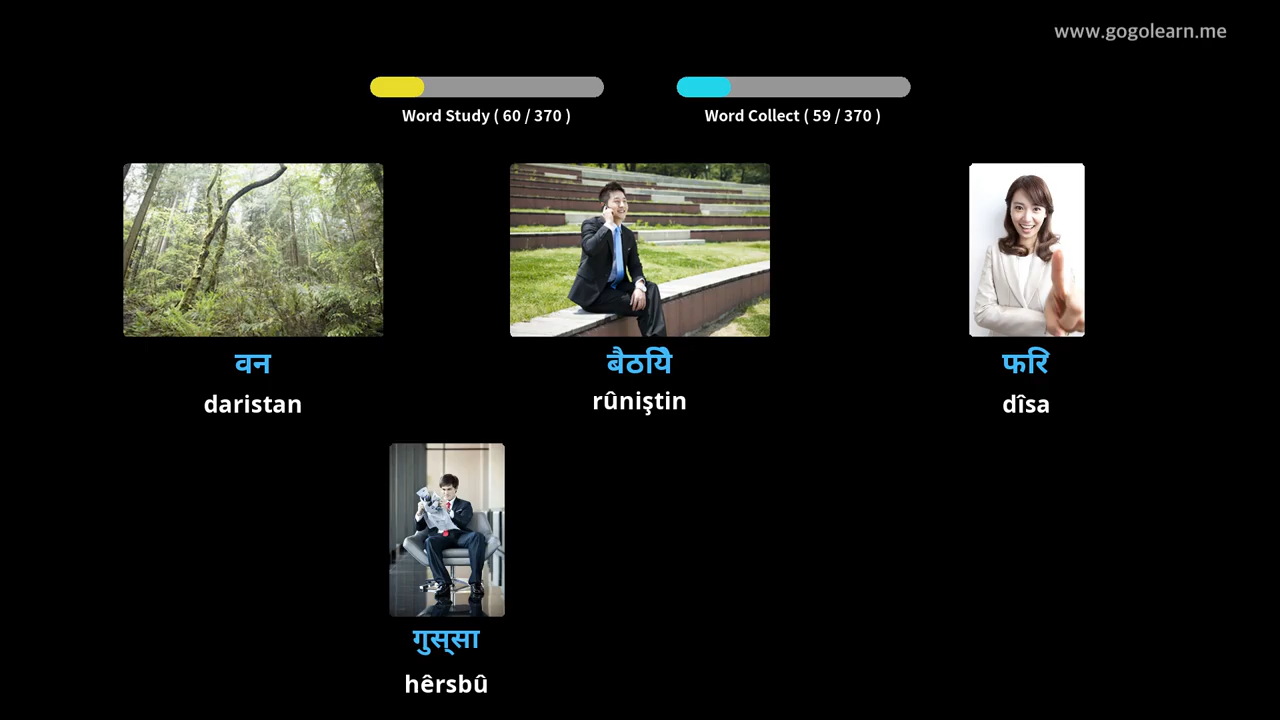 www.gogolearn.me
Word Study ( 60 / 370 )
Word Collect ( 59 / 370 )
वन
daristan
बैठयिे
rûniştin
फरि
dîsa
गुस्सा
hêrsbû